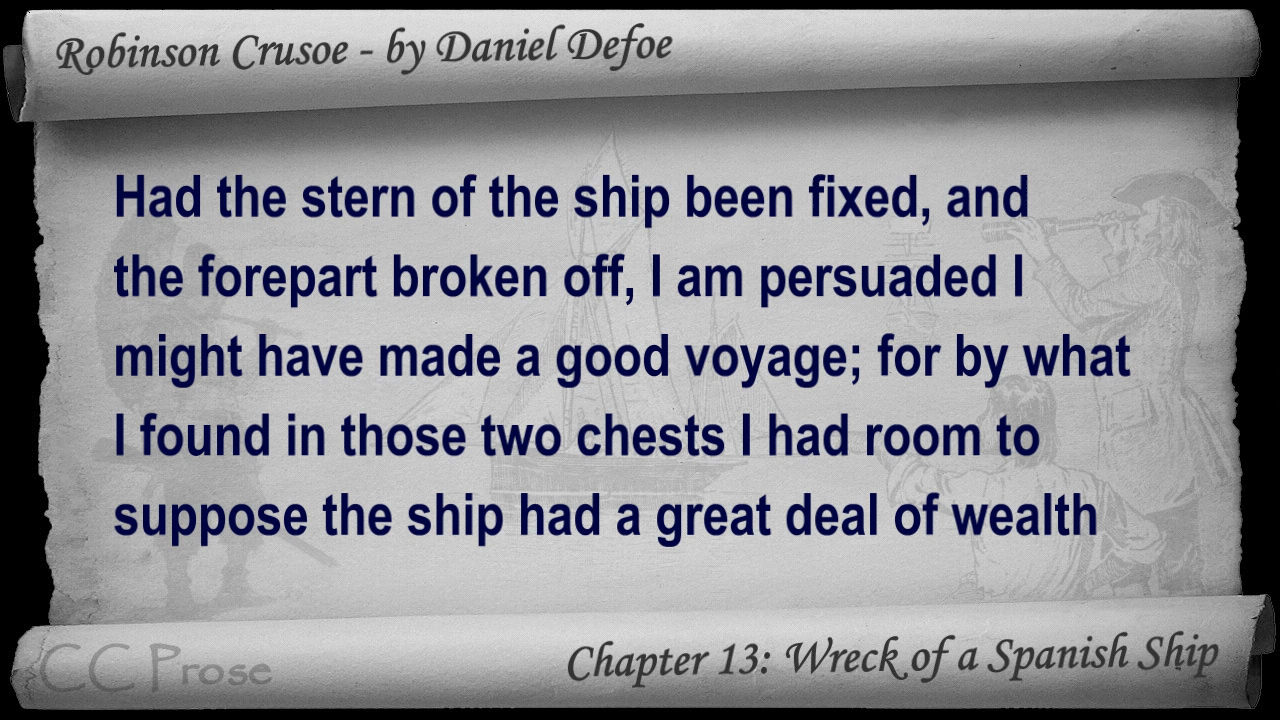 Robinson Crusoe - by Daniel Defoe
Had the stern of the ship been fixed, and
the forepart broken off, I am persuaded I
might have made a good voyage; for by what
I found in those two chests I had room to
suppose the ship had a great deal of wealth
CC Prose
Chapter 13: Wreck of a Spanish Ship